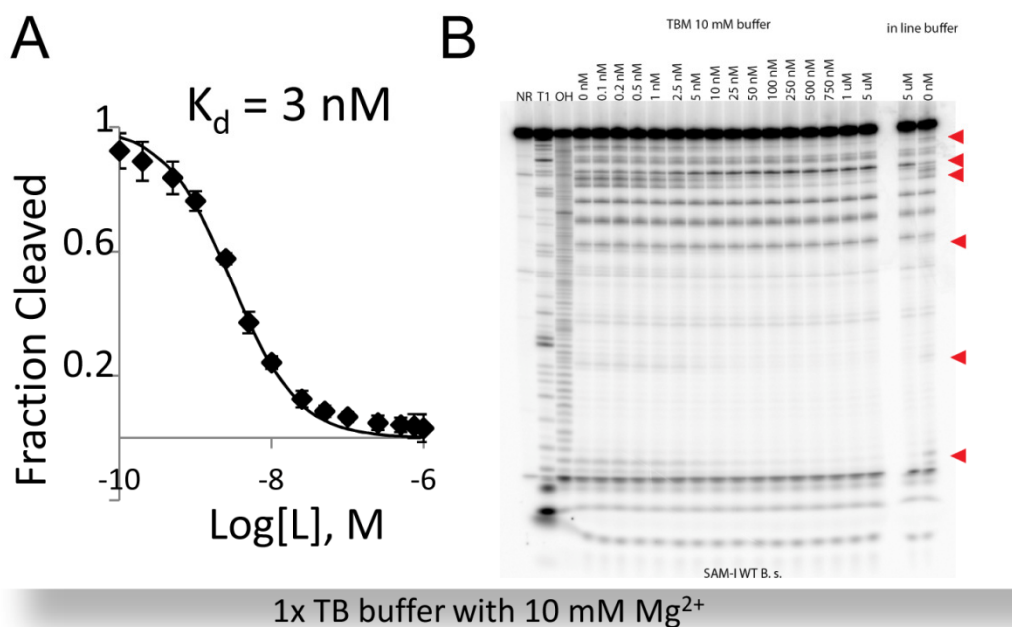 A
K_d = 3 nM
1
0.6
0.2
-10 -8 -6
Fraction Cleaved
Log[L], M
B
TBM 10 mM buffer
in line buffer
NR T1 OH 0 nM 0.1 nM 0.2 nM 0.5 nM 1 nM 2.5 nM 5 nM 10 nM 25 nM 50 nM 100 nM 250 nM 500 nM 750 nM 1 uM 5 uM 5 uM 0 nM
SAM-I WT B. s.
1x TB buffer with 10 mM Mg²⁺